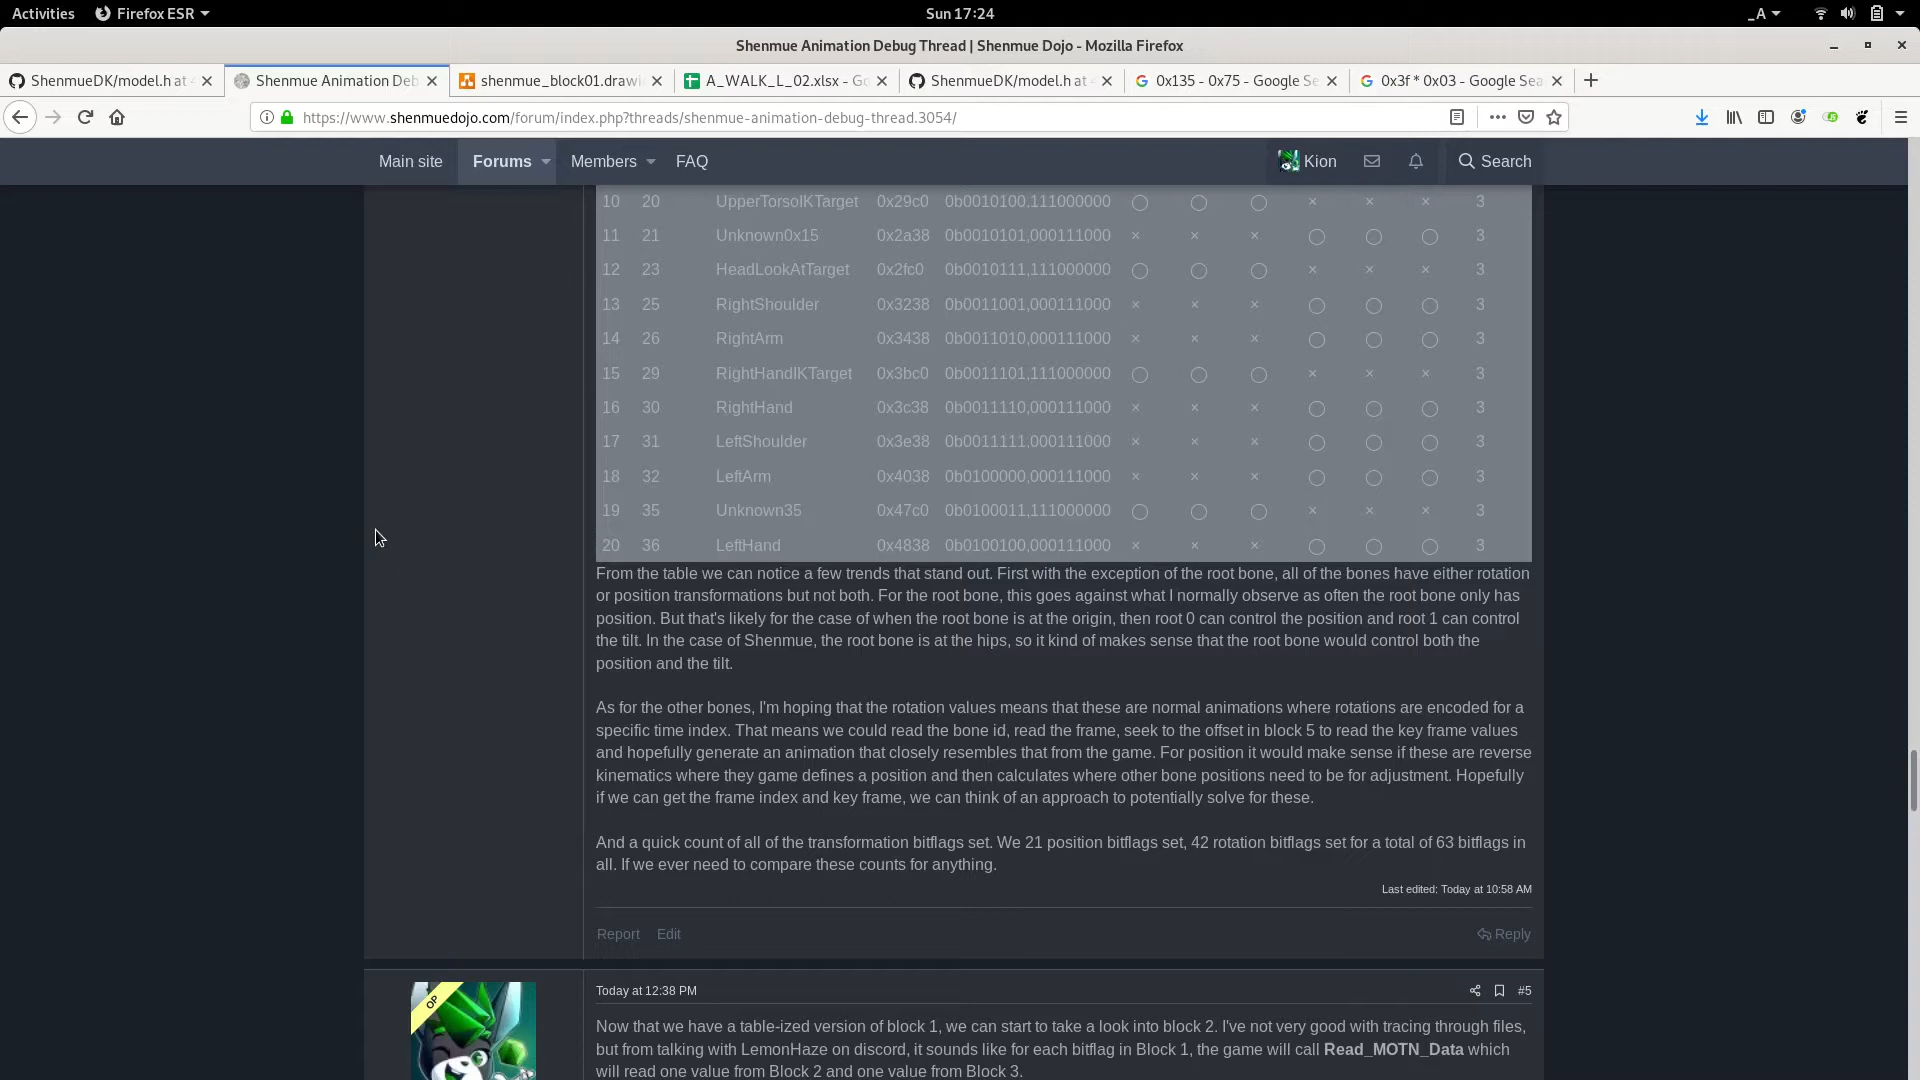 Activities Firefox ESR Sun 17:24 _A
Shenmue Animation Debug Thread | Shenmue Dojo - Mozilla Firefox
ShenmueDK/model.h at Shenmue Animation Deb shenmue_block01.drawi A_WALK_L_02.xlsx - Go ShenmueDK/model.h at 0x135 - 0x75 - Google Se 0x3f * 0x03 - Google Sea
https://www.shenmuedojo.com/forum/index.php?threads/shenmue-animation-debug-thread.3054/
Main site Forums Members FAQ Kion Search
10 20 UpperTorsoIKTarget 0x29c0 0b0010100,111000000 ◯ ◯ ◯ × × × 3
11 21 Unknown0x15 0x2a38 0b0010101,000111000 × × × ◯ ◯ ◯ 3
12 23 HeadLookAtTarget 0x2fc0 0b0010111,111000000 ◯ ◯ ◯ × × × 3
13 25 RightShoulder 0x3238 0b0011001,000111000 × × × ◯ ◯ ◯ 3
14 26 RightArm 0x3438 0b0011010,000111000 × × × ◯ ◯ ◯ 3
15 29 RightHandIKTarget 0x3bc0 0b0011101,111000000 ◯ ◯ ◯ × × × 3
16 30 RightHand 0x3c38 0b0011110,000111000 × × × ◯ ◯ ◯ 3
17 31 LeftShoulder 0x3e38 0b0011111,000111000 × × × ◯ ◯ ◯ 3
18 32 LeftArm 0x4038 0b0100000,000111000 × × × ◯ ◯ ◯ 3
19 35 Unknown35 0x47c0 0b0100011,111000000 ◯ ◯ ◯ × × × 3
20 36 LeftHand 0x4838 0b0100100,000111000 × × × ◯ ◯ ◯ 3
From the table we can notice a few trends that stand out. First with the exception of the root bone, all of the bones have either rotation
or position transformations but not both. For the root bone, this goes against what I normally observe as often the root bone only has
position. But that's likely for the case of when the root bone is at the origin, then root 0 can control the position and root 1 can control
the tilt. In the case of Shenmue, the root bone is at the hips, so it kind of makes sense that the root bone would control both the
position and the tilt.
As for the other bones, I'm hoping that the rotation values means that these are normal animations where rotations are encoded for a
specific time index. That means we could read the bone id, read the frame, seek to the offset in block 5 to read the key frame values
and hopefully generate an animation that closely resembles that from the game. For position it would make sense if these are reverse
kinematics where they game defines a position and then calculates where other bone positions need to be for adjustment. Hopefully
if we can get the frame index and key frame, we can think of an approach to potentially solve for these.
And a quick count of all of the transformation bitflags set. We 21 position bitflags set, 42 rotation bitflags set for a total of 63 bitflags in
all. If we ever need to compare these counts for anything.
Last edited: Today at 10:58 AM
Report Edit Reply
OP
Today at 12:38 PM #5
Now that we have a table-ized version of block 1, we can start to take a look into block 2. I've not very good with tracing through files,
but from talking with LemonHaze on discord, it sounds like for each bitflag in Block 1, the game will call Read_MOTN_Data which
will read one value from Block 2 and one value from Block 3.